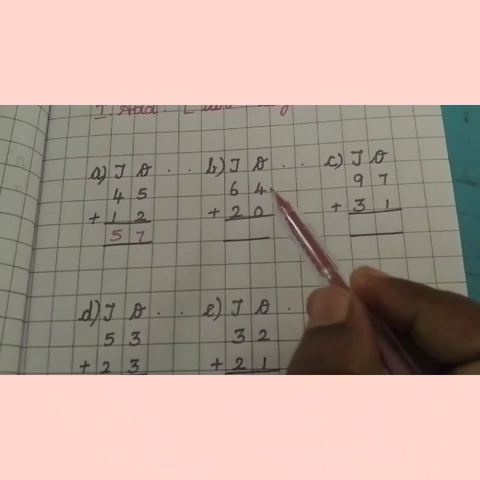 I Add.
a) T O . . b) T O . . c) T O
4 5 6 4 9 7
+ 1 2 + 2 0 + 3 1
5 7
d) T O . . e) T O .
5 3 3 2
+ 2 3 + 2 1